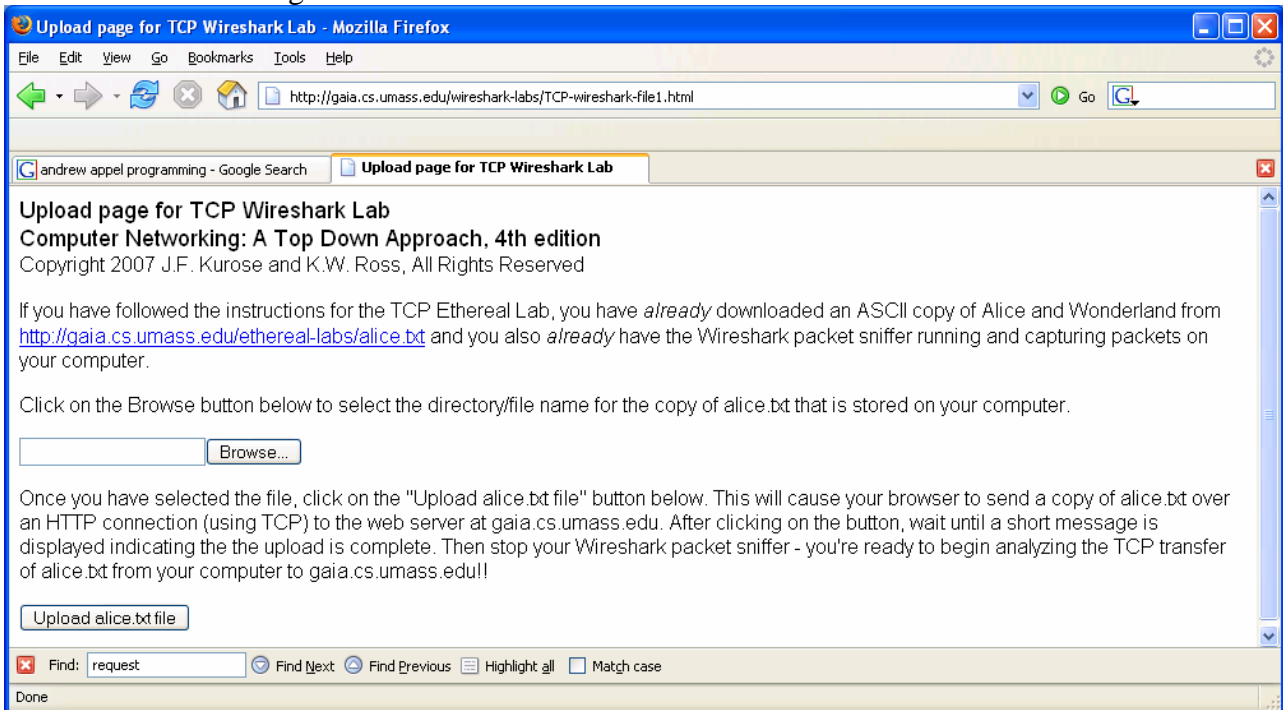 Upload page for TCP Wireshark Lab - Mozilla Firefox
File Edit View Go Bookmarks Tools Help
http://gaia.cs.umass.edu/wireshark-labs/TCP-wireshark-file1.html Go G
G andrew appel programming - Google Search Upload page for TCP Wireshark Lab
Upload page for TCP Wireshark Lab
Computer Networking: A Top Down Approach, 4th edition
Copyright 2007 J.F. Kurose and K.W. Ross, All Rights Reserved
If you have followed the instructions for the TCP Ethereal Lab, you have already downloaded an ASCII copy of Alice and Wonderland from
http://gaia.cs.umass.edu/ethereal-labs/alice.txt and you also already have the Wireshark packet sniffer running and capturing packets on
your computer.
Click on the Browse button below to select the directory/file name for the copy of alice.txt that is stored on your computer.
Browse...
Once you have selected the file, click on the "Upload alice.txt file" button below. This will cause your browser to send a copy of alice.txt over
an HTTP connection (using TCP) to the web server at gaia.cs.umass.edu. After clicking on the button, wait until a short message is
displayed indicating the the upload is complete. Then stop your Wireshark packet sniffer - you're ready to begin analyzing the TCP transfer
of alice.txt from your computer to gaia.cs.umass.edu!!
Upload alice.txt file
Find: request Find Next Find Previous Highlight all Match case
Done